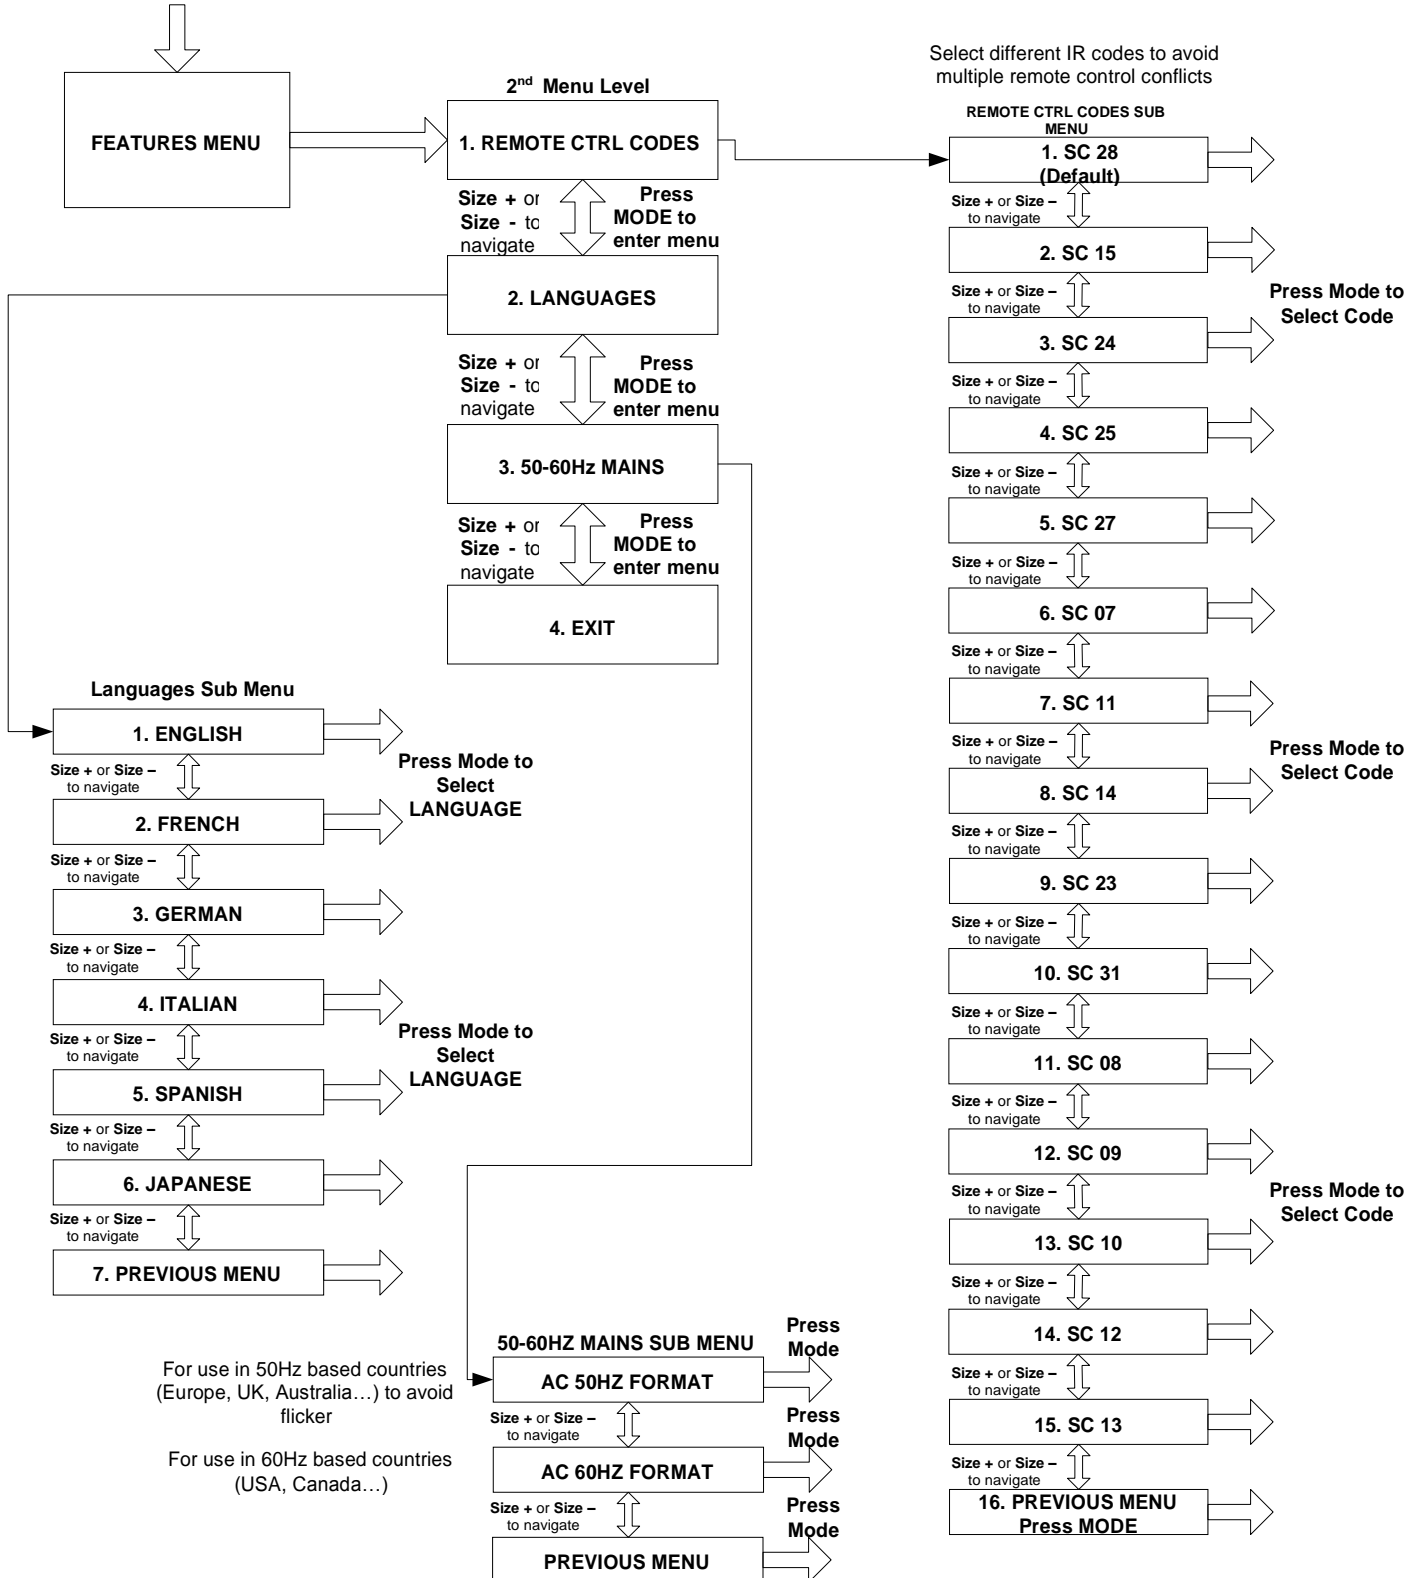 FEATURES MENU
2nd Menu Level
1. REMOTE CTRL CODES
Size + or
Size - to
navigate
Press
MODE to
enter menu
2. LANGUAGES
Size + or
Size - to
navigate
Press
MODE to
enter menu
3. 50-60Hz MAINS
Size + or
Size - to
navigate
Press
MODE to
enter menu
4. EXIT
Languages Sub Menu
1. ENGLISH
Size + or Size –
to navigate
Press Mode to
Select
LANGUAGE
2. FRENCH
Size + or Size –
to navigate
3. GERMAN
Size + or Size –
to navigate
4. ITALIAN
Size + or Size –
to navigate
Press Mode to
Select
LANGUAGE
5. SPANISH
Size + or Size –
to navigate
6. JAPANESE
Size + or Size –
to navigate
7. PREVIOUS MENU
For use in 50Hz based countries
(Europe, UK, Australia…) to avoid
flicker
For use in 60Hz based countries
(USA, Canada…)
50-60HZ MAINS SUB MENU
Press
Mode
AC 50HZ FORMAT
Size + or Size –
to navigate
Press
Mode
AC 60HZ FORMAT
Size + or Size –
to navigate
Press
Mode
PREVIOUS MENU
Select different IR codes to avoid
multiple remote control conflicts
REMOTE CTRL CODES SUB
MENU
1. SC 28
(Default)
Size + or Size –
to navigate
2. SC 15
Size + or Size –
to navigate
Press Mode to
Select Code
3. SC 24
Size + or Size –
to navigate
4. SC 25
Size + or Size –
to navigate
5. SC 27
Size + or Size –
to navigate
6. SC 07
Size + or Size –
to navigate
7. SC 11
Size + or Size –
to navigate
Press Mode to
Select Code
8. SC 14
Size + or Size –
to navigate
9. SC 23
Size + or Size –
to navigate
10. SC 31
Size + or Size –
to navigate
11. SC 08
Size + or Size –
to navigate
12. SC 09
Size + or Size –
to navigate
Press Mode to
Select Code
13. SC 10
Size + or Size –
to navigate
14. SC 12
Size + or Size –
to navigate
15. SC 13
Size + or Size –
to navigate
16. PREVIOUS MENU
Press MODE